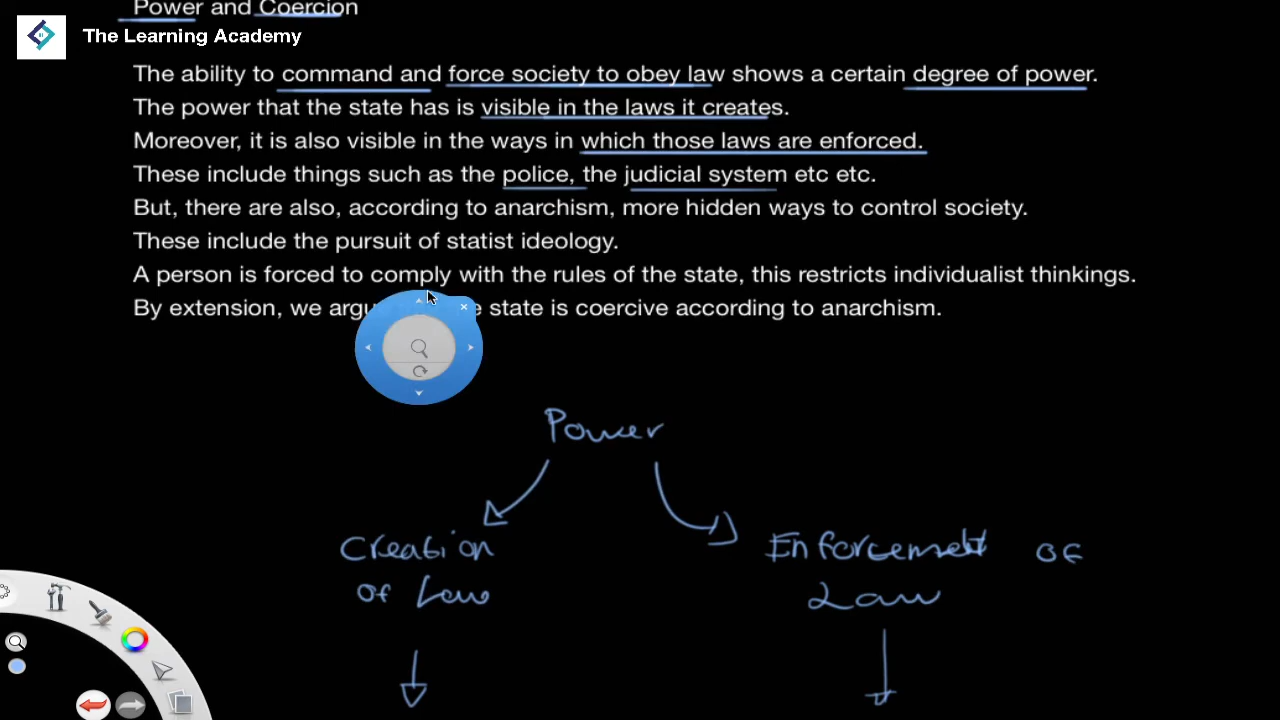 Power and Coercion
The Learning Academy
The ability to command and force society to obey law shows a certain degree of power.
The power that the state has is visible in the laws it creates.
Moreover, it is also visible in the ways in which those laws are enforced.
These include things such as the police, the judicial system etc etc.
But, there are also, according to anarchism, more hidden ways to control society.
These include the pursuit of statist ideology.
A person is forced to comply with the rules of the state, this restricts individualist thinkings.
By extension, we state is coercive according to anarchism.
Power
Creation
of Law
Enforcement of
Law